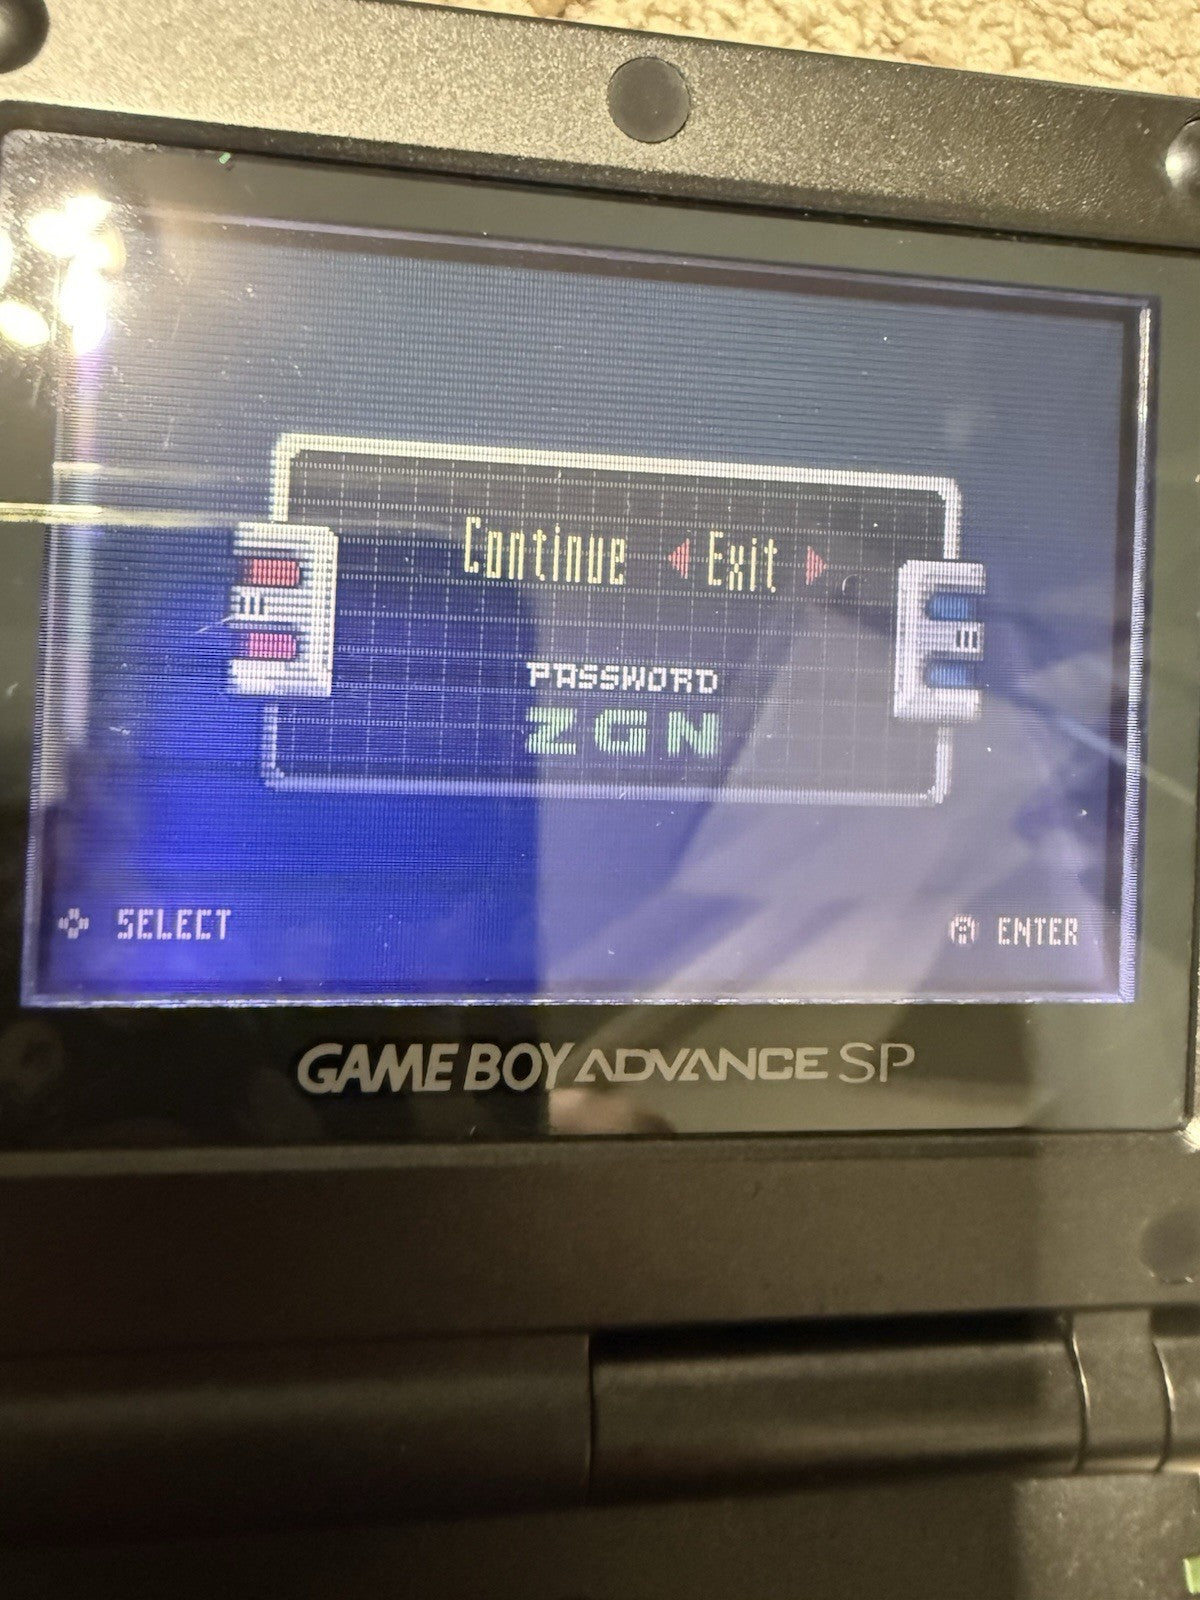 Continue ◀ Exit ▶
PASSWORD
ZGN
SELECT
A ENTER
GAME BOY ADVANCE SP